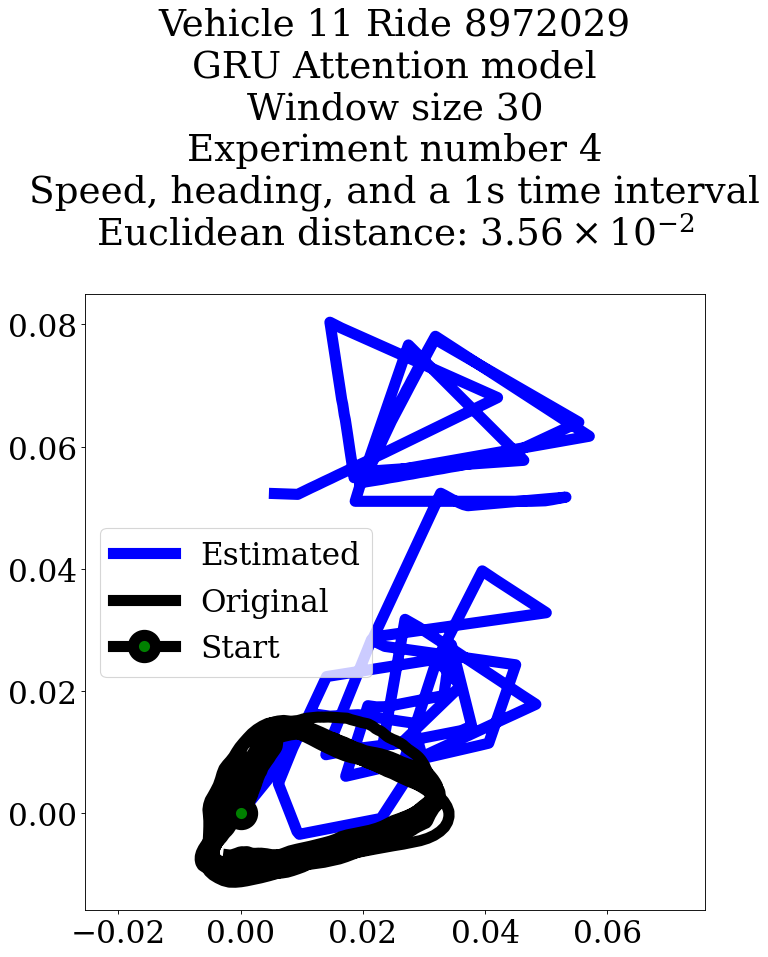 Vehicle 11 Ride 8972029
GRU Attention model
Window size 30
Experiment number 4
Speed, heading, and a 1s time interval
Euclidean distance: 3.56 × 10⁻²
0.08
0.06
0.04
0.02
0.00
Estimated
Original
Start
−0.02 0.00 0.02 0.04 0.06